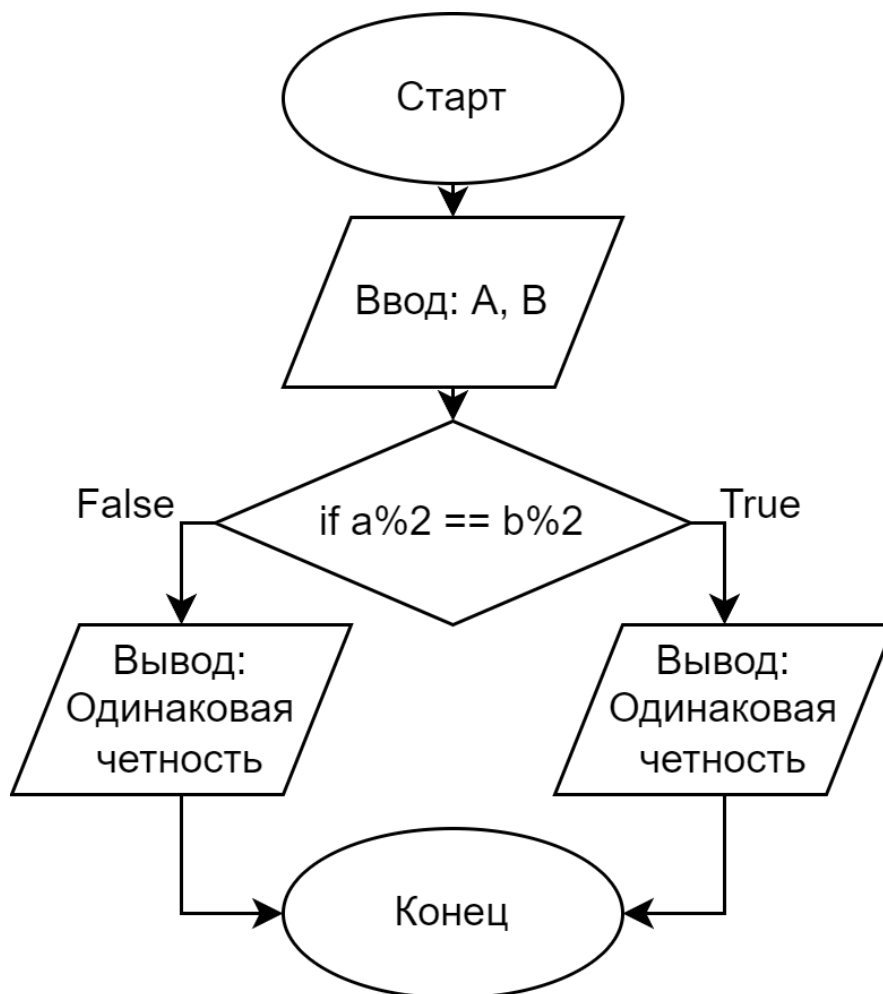 Старт
Ввод: А, В
False
if a%2 == b%2
True
Вывод:
Одинаковая
четность
Вывод:
Одинаковая
четность
Конец